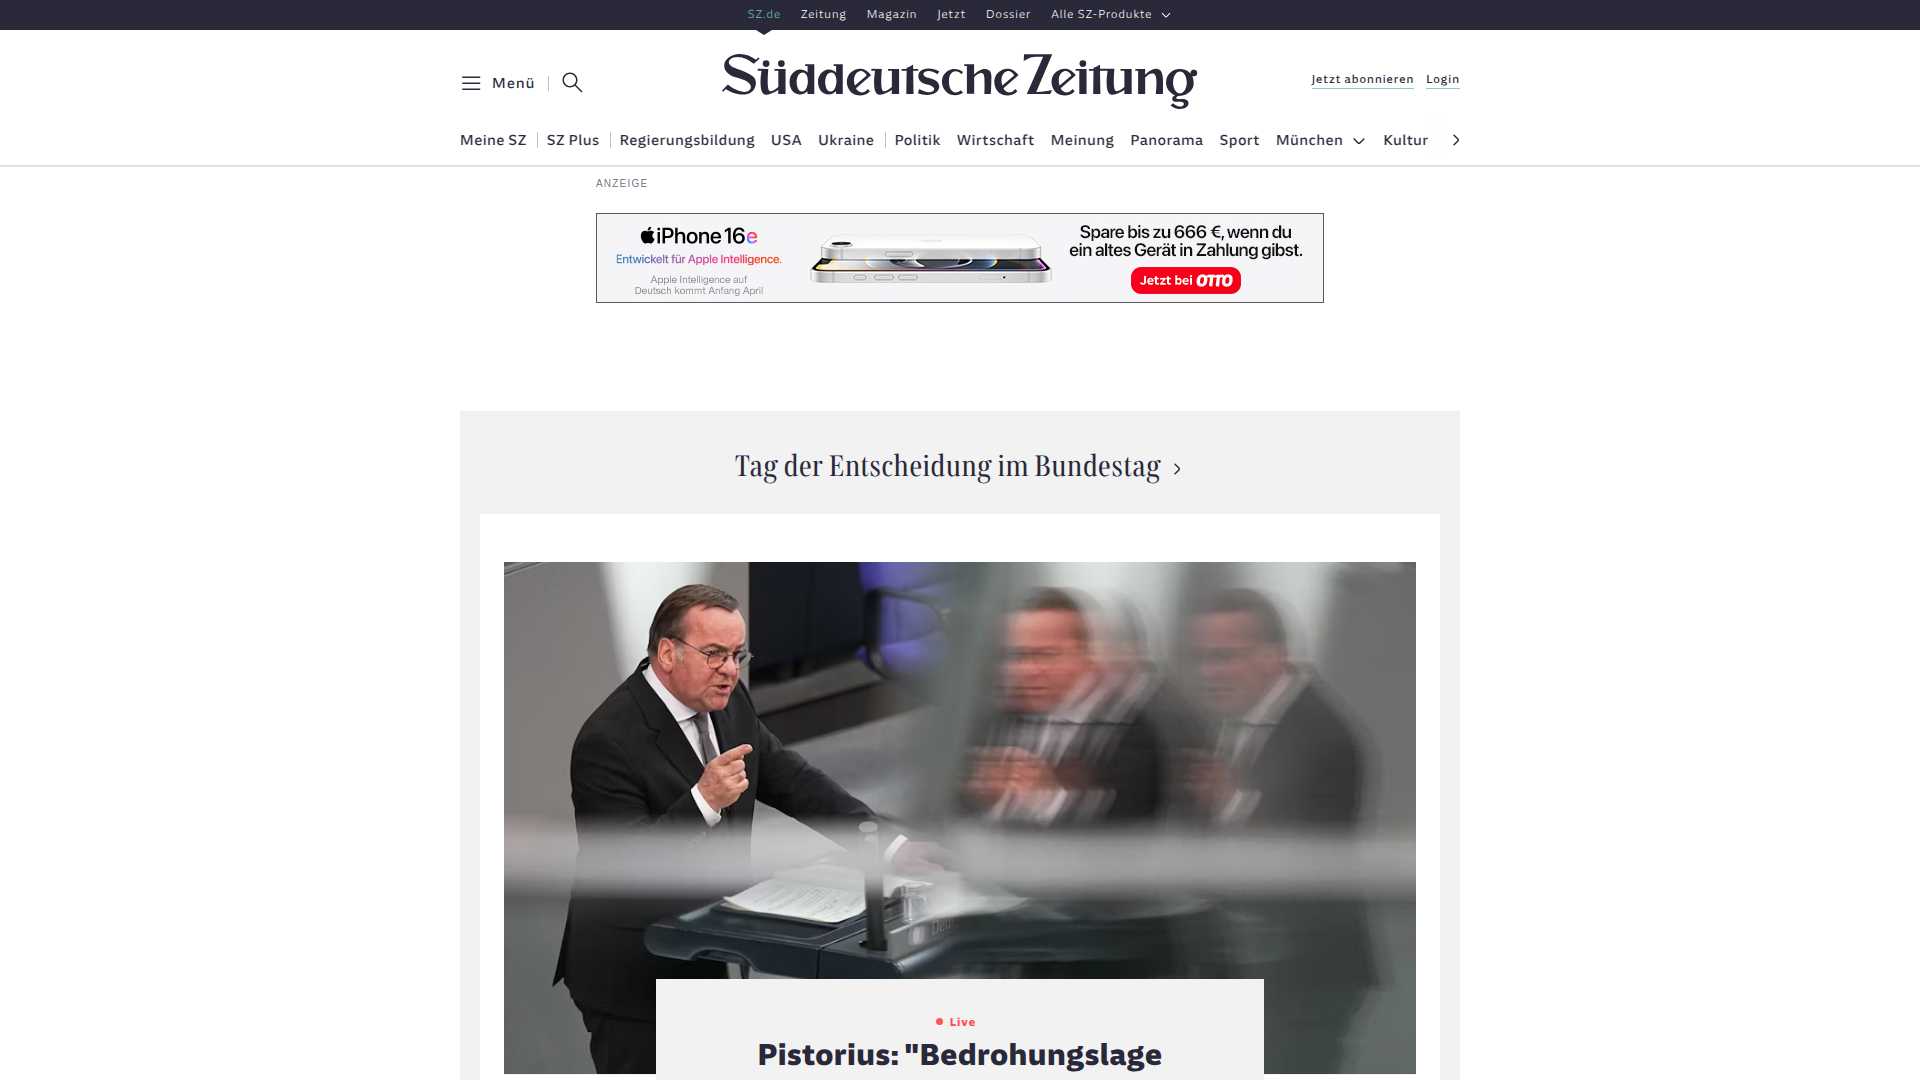 SZ.de Zeitung Magazin Jetzt Dossier Alle SZ-Produkte
Menü
Süddeutsche Zeitung
Jetzt abonnieren Login
Meine SZ SZ Plus Regierungsbildung USA Ukraine Politik Wirtschaft Meinung Panorama Sport München Kultur
ANZEIGE
iPhone 16e
Entwickelt für Apple Intelligence.
Apple Intelligence auf
Deutsch kommt Anfang April
Spare bis zu 666 €, wenn du
ein altes Gerät in Zahlung gibst.
Jetzt bei OTTO
Tag der Entscheidung im Bundestag
Live
Pistorius: "Bedrohungslage